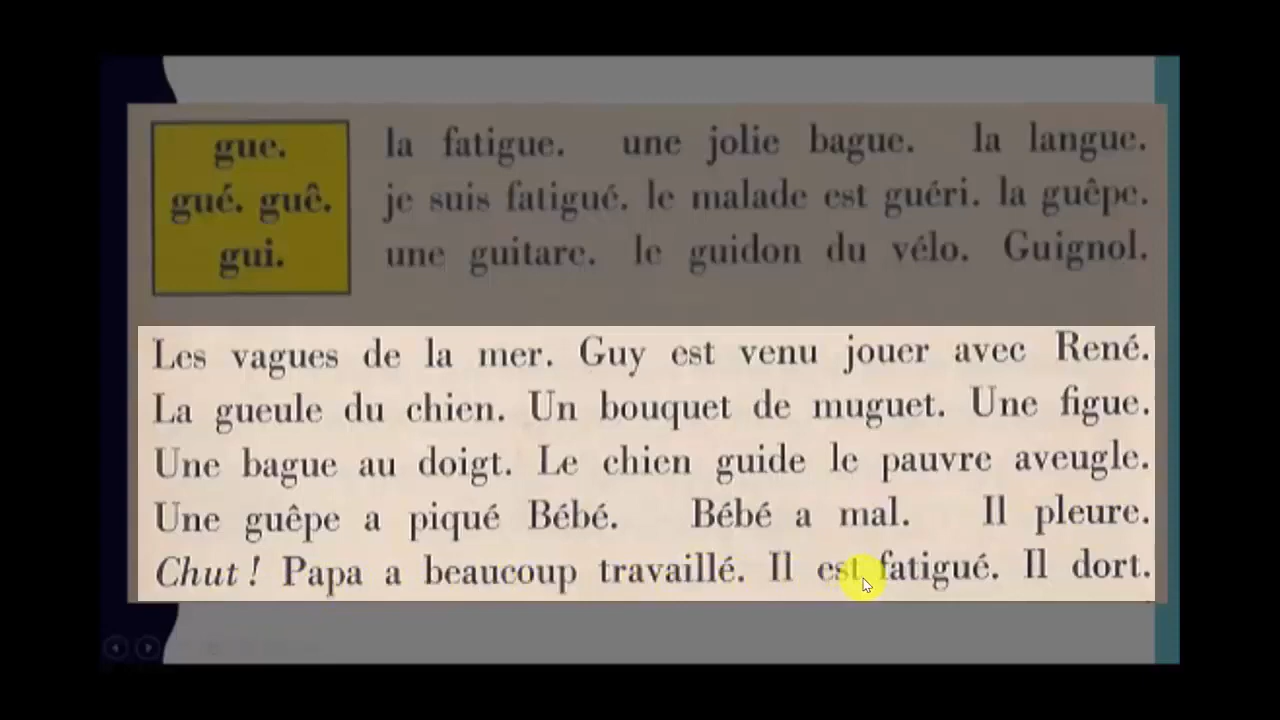 gue.
gué. guê.
gui.
la fatigue. une jolie bague. la langue.
je suis fatigué. le malade est guéri. la guêpe.
une guitare. le guidon du vélo. Guignol.
Les vagues de la mer. Guy est venu jouer avec René.
La gueule du chien. Un bouquet de muguet. Une figue.
Une bague au doigt. Le chien guide le pauvre aveugle.
Une guêpe a piqué Bébé. Bébé a mal. Il pleure.
Chut ! Papa a beaucoup travaillé. Il est fatigué. Il dort.